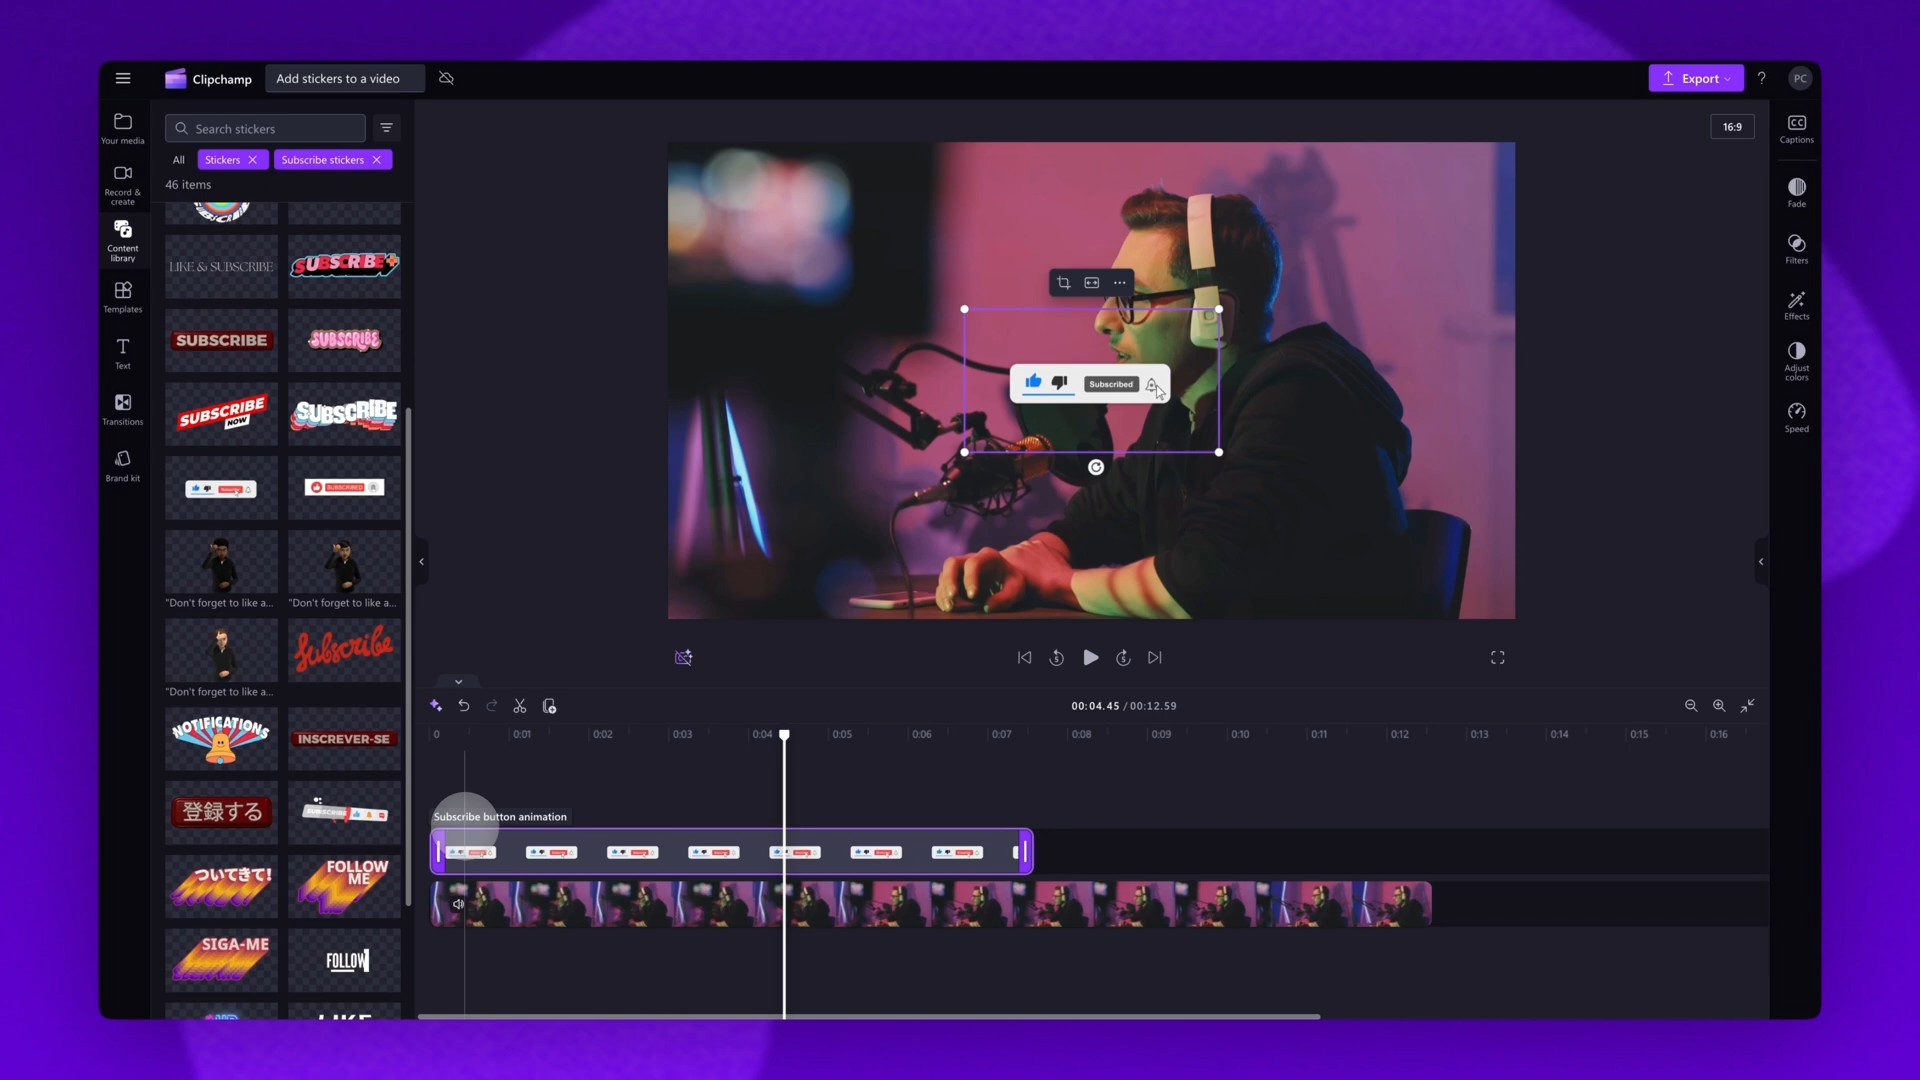 Clipchamp
Add stickers to a video
Export
?
PC
Your media
Record &
create
Content
library
Templates
Text
Transitions
Brand kit
Search stickers
All
Stickers
Subscribe stickers
46 items
LIKE & SUBSCRIBE
SUBSCRIBE+
SUBSCRIBE
SUBSCRIBE
SUBSCRIBE
NOW
SUBSCRIBE
SUBSCRIBED
"Don't forget to like a...
"Don't forget to like a...
"Don't forget to like a...
Subscribe
NOTIFICATIONS
INSCREVER-SE
登録する
SUBSCRIBE
ついてきて!
FOLLOW
ME
SIGA-ME
FOLLOW
LIKE
16:9
Subscribed
CC
Captions
Fade
Filters
Effects
Adjust
colors
Speed
5
5
00:04.45 / 00:12.59
0
0:01
0:02
0:03
0:04
0:05
0:06
0:07
0:08
0:09
0:10
0:11
0:12
0:13
0:14
0:15
0:16
Subscribe button animation